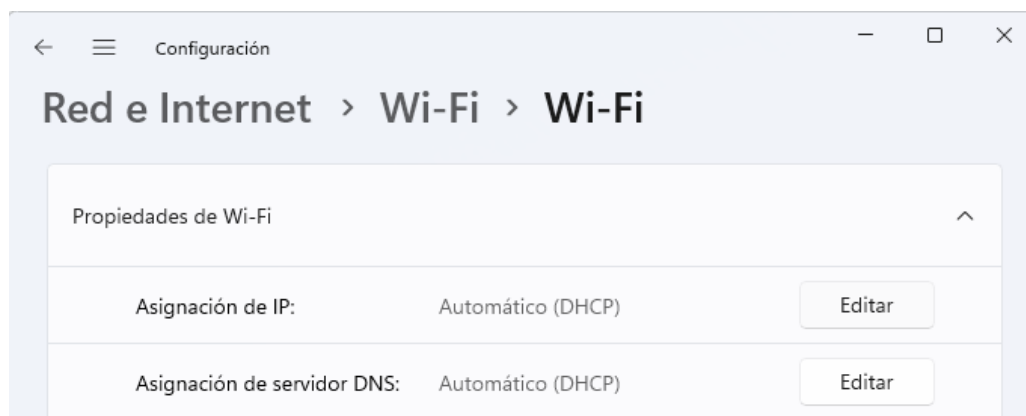 Configuración
Red e Internet > Wi-Fi > Wi-Fi
Propiedades de Wi-Fi
Asignación de IP: Automático (DHCP) Editar
Asignación de servidor DNS: Automático (DHCP) Editar